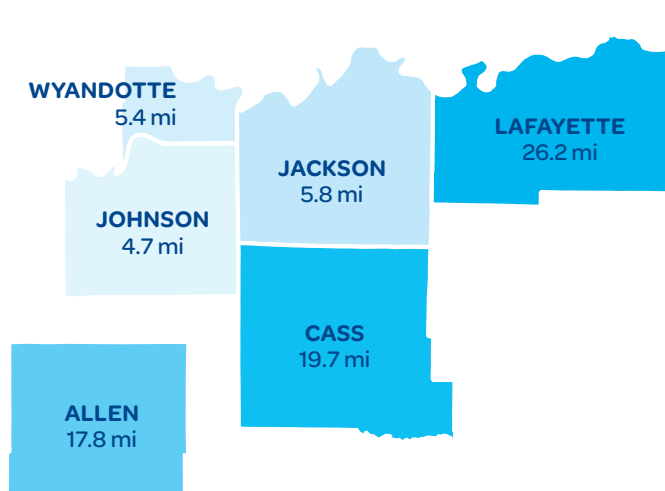 WYANDOTTE
5.4 mi
LAFAYETTE
26.2 mi
JACKSON
5.8 mi
JOHNSON
4.7 mi
CASS
19.7 mi
ALLEN
17.8 mi